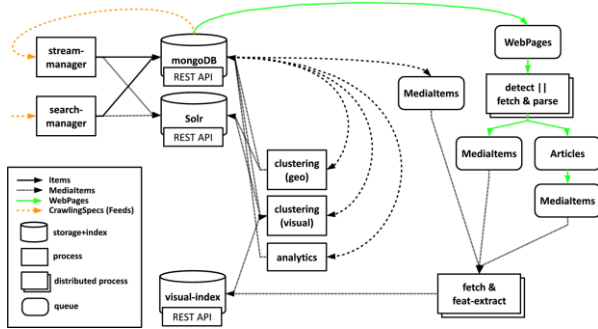 stream-
manager
search-
manager
mongoDB
REST API
Solr
REST API
WebPages
detect ||
fetch & parse
MediaItems
MediaItems
Articles
MediaItems
clustering
(geo)
clustering
(visual)
analytics
visual-index
REST API
fetch &
feat-extract
Items
MediaItems
WebPages
CrawlingSpecs (Feeds)
storage+index
process
distributed process
queue